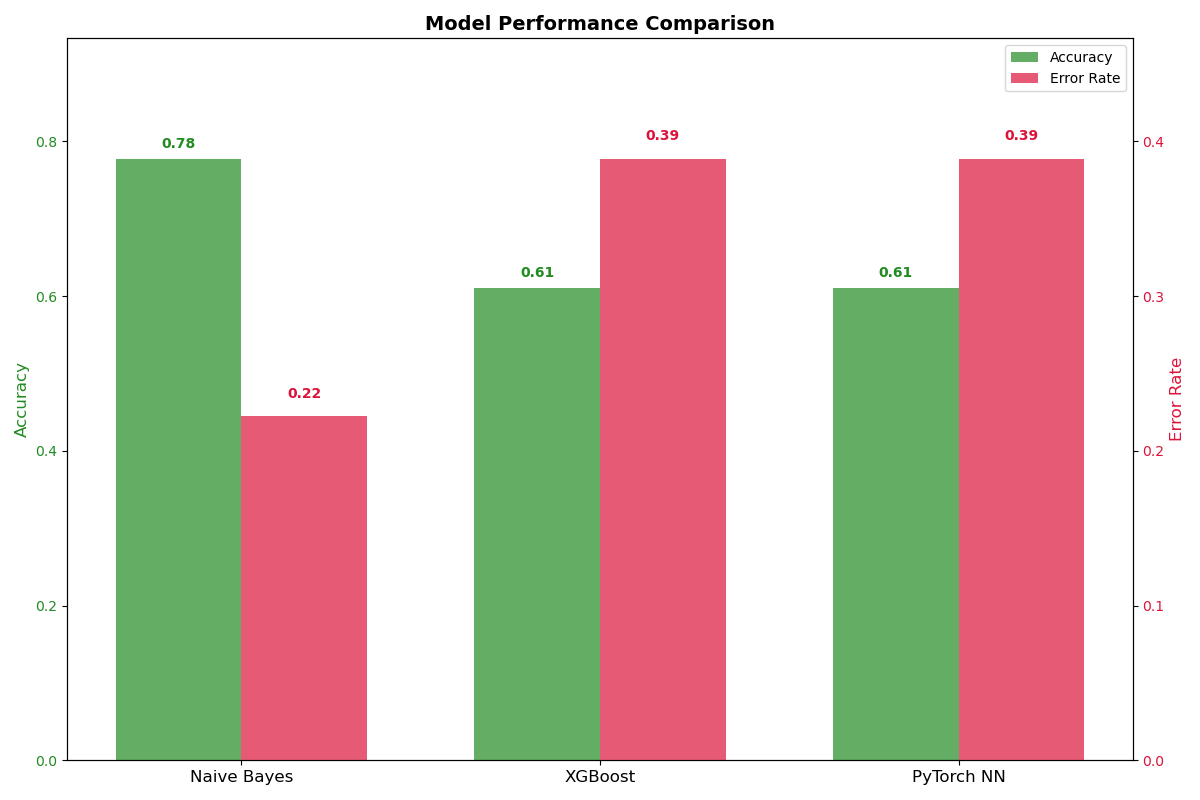 Model Performance Comparison
Accuracy
Error Rate
0.8
0.6
0.4
0.2
0.0
Accuracy
0.78
0.22
0.61
0.39
0.61
0.39
0.4
0.3
0.2
0.1
0.0
Error Rate
Naive Bayes
XGBoost
PyTorch NN